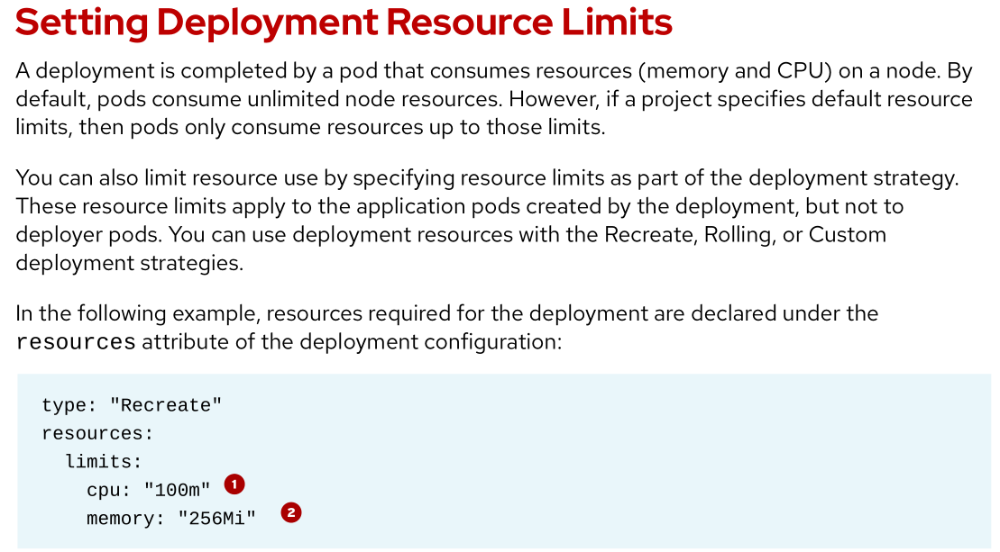 Setting Deployment Resource Limits
A deployment is completed by a pod that consumes resources (memory and CPU) on a node. By
default, pods consume unlimited node resources. However, if a project specifies default resource
limits, then pods only consume resources up to those limits.
You can also limit resource use by specifying resource limits as part of the deployment strategy.
These resource limits apply to the application pods created by the deployment, but not to
deployer pods. You can use deployment resources with the Recreate, Rolling, or Custom
deployment strategies.
In the following example, resources required for the deployment are declared under the
resources attribute of the deployment configuration:
type: "Recreate"
resources:
  limits:
    cpu: "100m" 1
    memory: "256Mi" 2